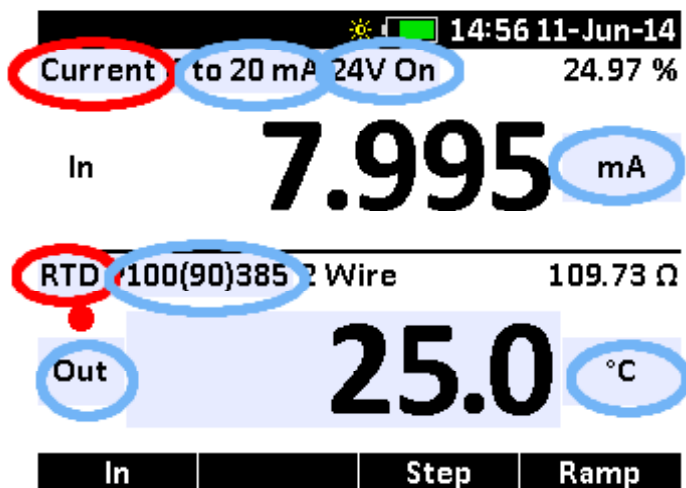 14:56 11-Jun-14
Current to 20 mA 24V On 24.97 %
In 7.995 mA
RTD 100(90)385 2 Wire 109.73 Ω
Out 25.0 °C
In Step Ramp